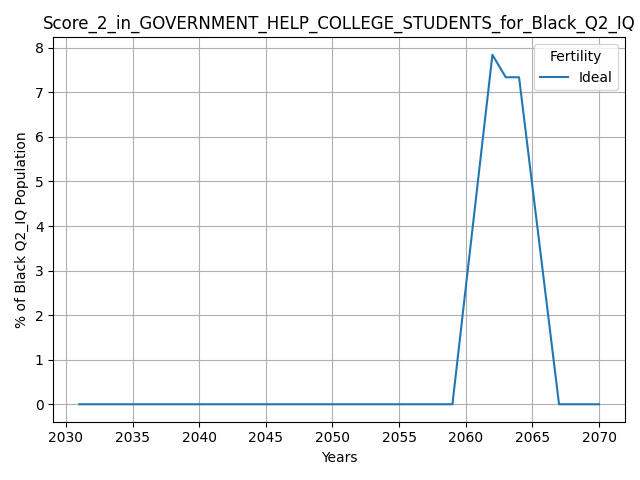 Score_2_in_GOVERNMENT_HELP_COLLEGE_STUDENTS_for_Black_Q2_IQ
Fertility
Ideal
8
7
6
5
4
3
2
1
0
% of Black Q2_IQ Population
2030 2035 2040 2045 2050 2055 2060 2065 2070
Years